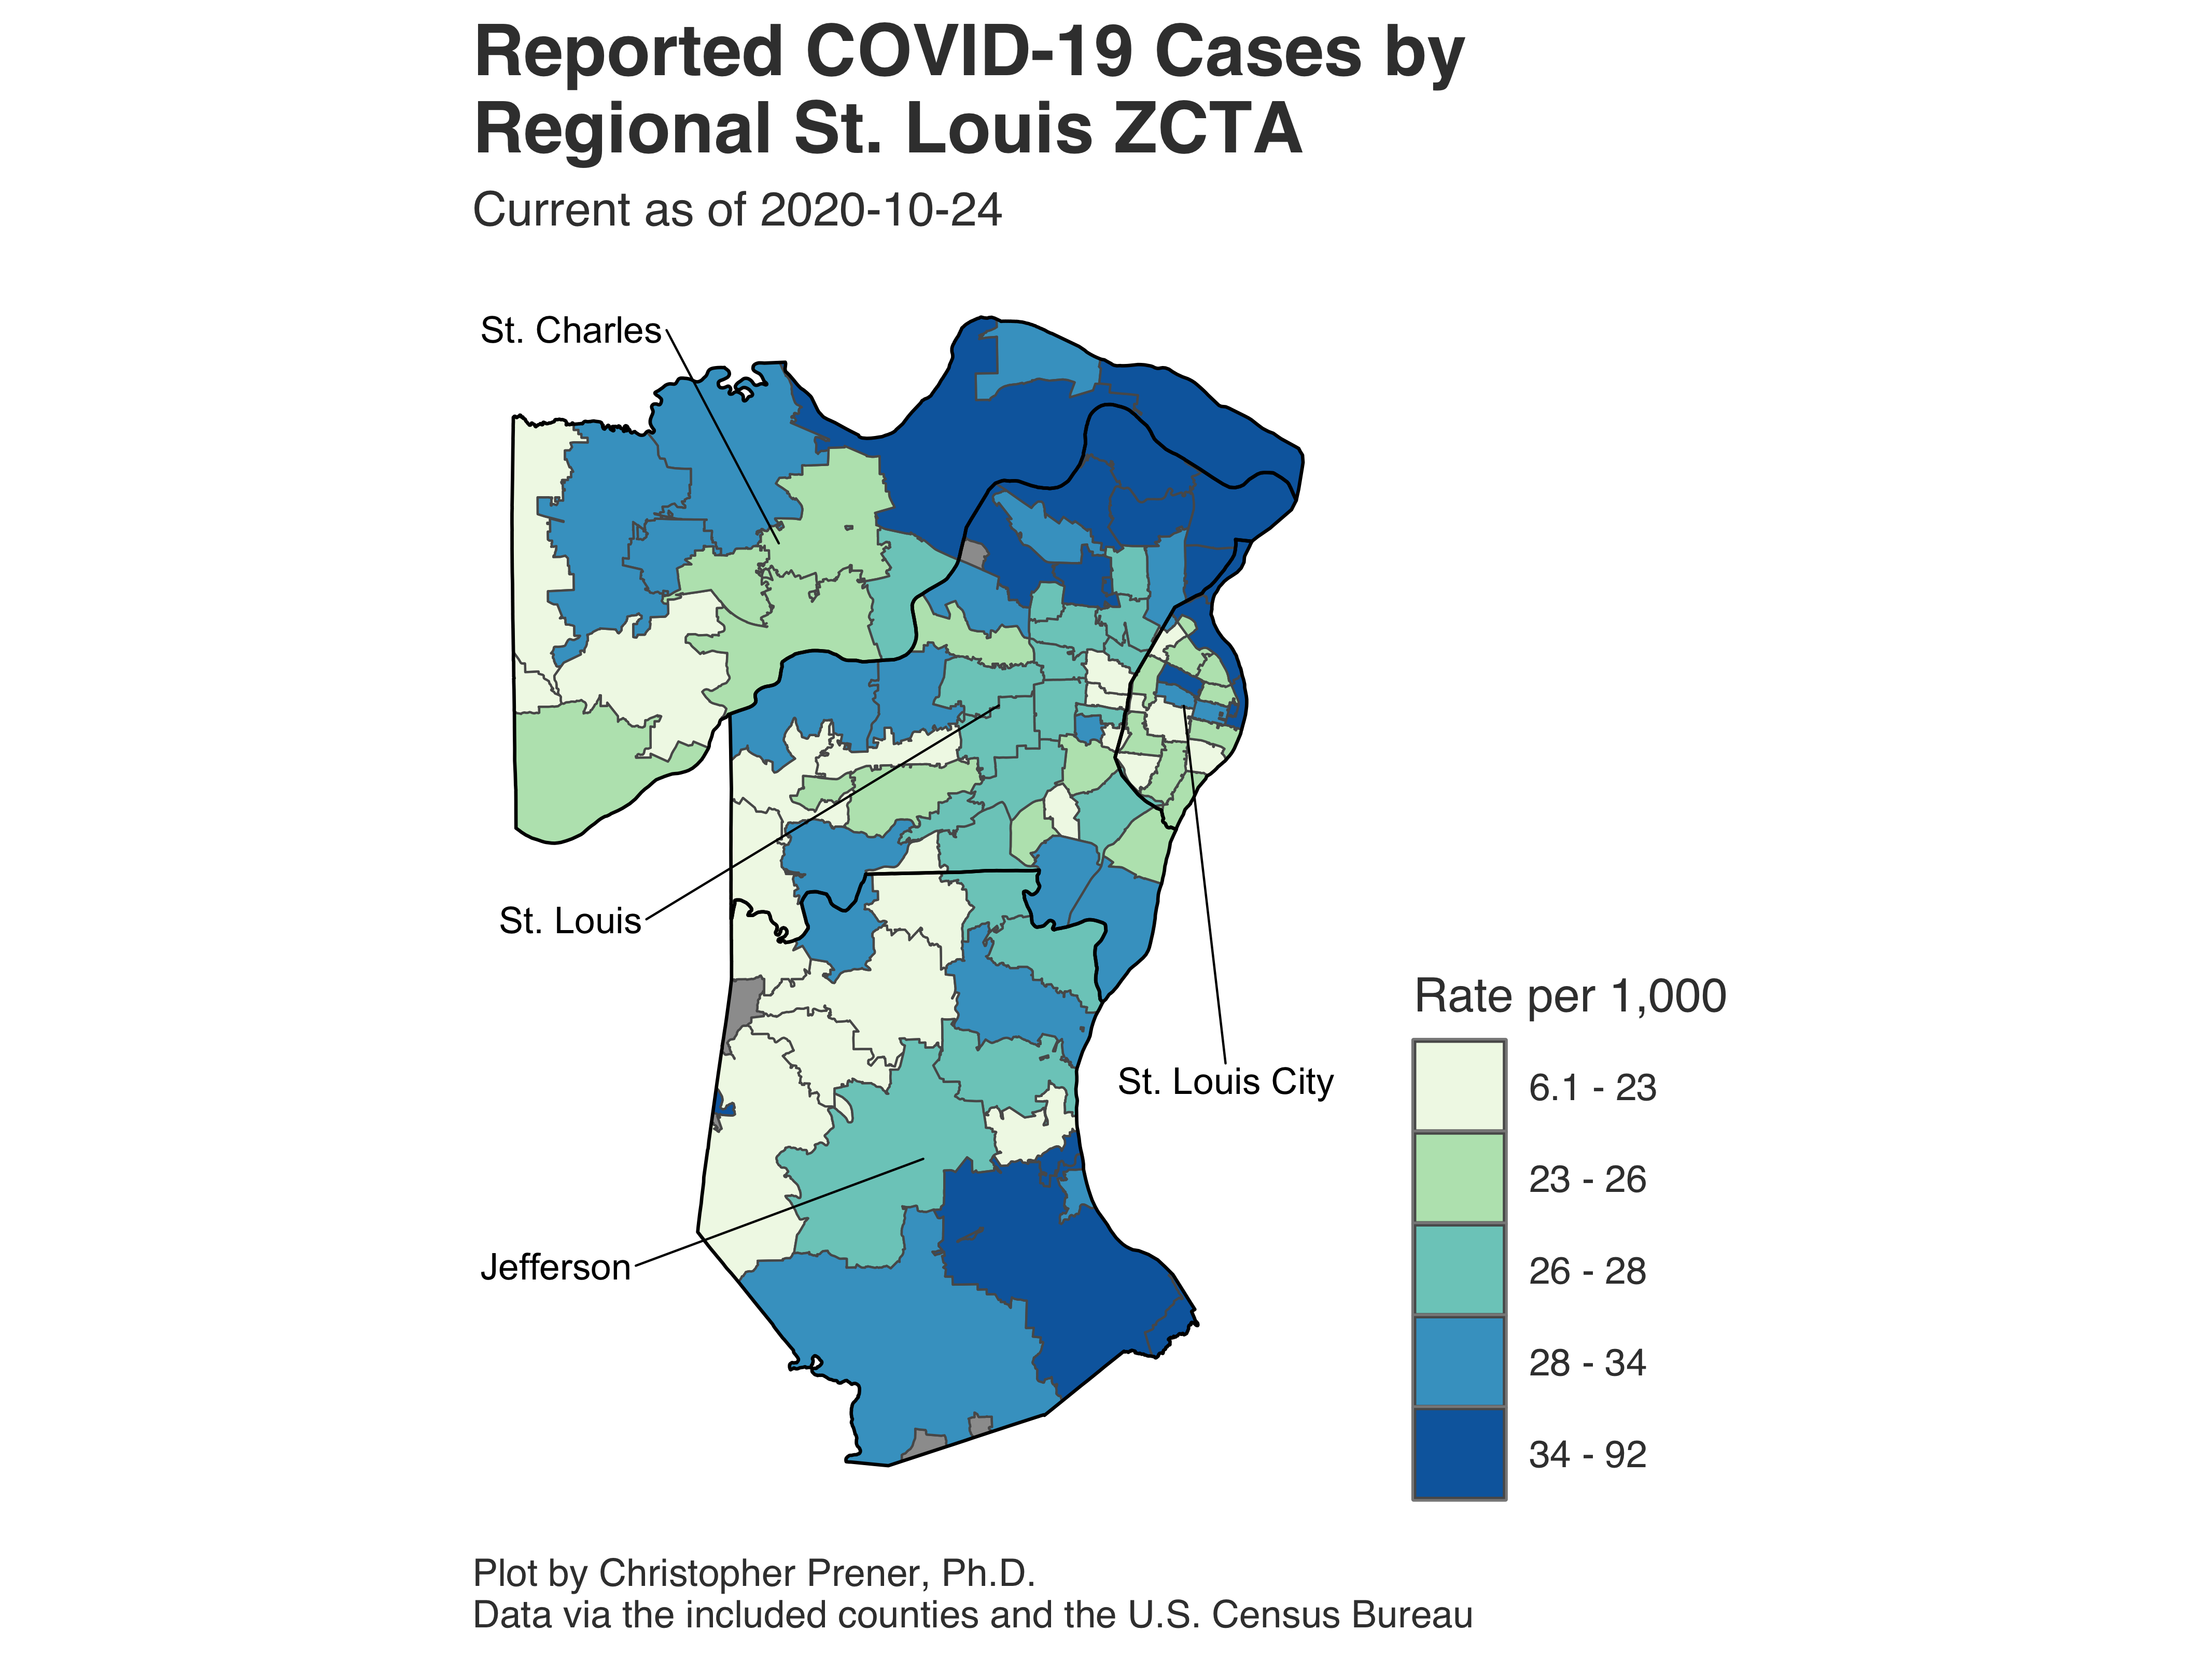 Reported COVID-19 Cases by
Regional St. Louis ZCTA
Current as of 2020-10-24
St. Charles
St. Louis
St. Louis City
Jefferson
Rate per 1,000
6.1 - 23
23 - 26
26 - 28
28 - 34
34 - 92
Plot by Christopher Prener, Ph.D.
Data via the included counties and the U.S. Census Bureau